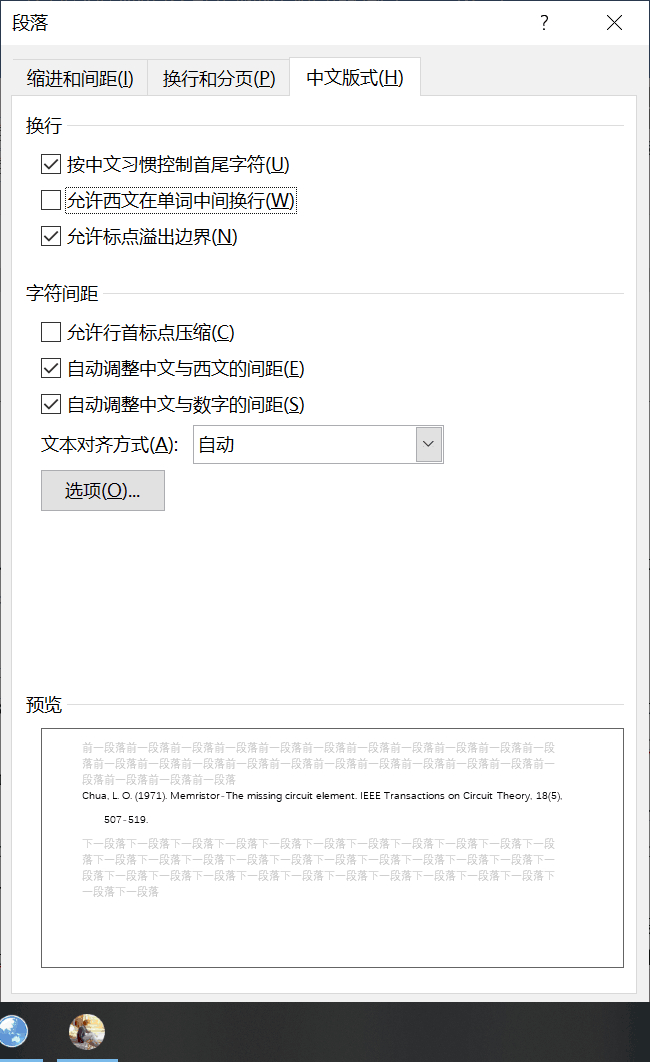 段落
?
缩进和间距(I)
换行和分页(P)
中文版式(H)
换行
按中文习惯控制首尾字符(U)
允许西文在单词中间换行(W)
允许标点溢出边界(N)
字符间距
允许行首标点压缩(C)
自动调整中文与西文的间距(E)
自动调整中文与数字的间距(S)
文本对齐方式(A): 自动
选项(O)...
预览
前一段落前一段落前一段落前一段落前一段落前一段落前一段落前一段落前一段落前一段落前一段
落前一段落前一段落前一段落前一段落前一段落前一段落前一段落前一段落前一段落前一段落前一
段落前一段落前一段落前一段落
Chua, L. O. (1971). Memristor-The missing circuit element. IEEE Transactions on Circuit Theory, 18(5),
507-519.
下一段落下一段落下一段落下一段落下一段落下一段落下一段落下一段落下一段落下一段落下一段
落下一段落下一段落下一段落下一段落下一段落下一段落下一段落下一段落下一段落下一段落下一
段落下一段落下一段落下一段落下一段落下一段落下一段落下一段落下一段落下一段落下一段落下
一段落下一段落